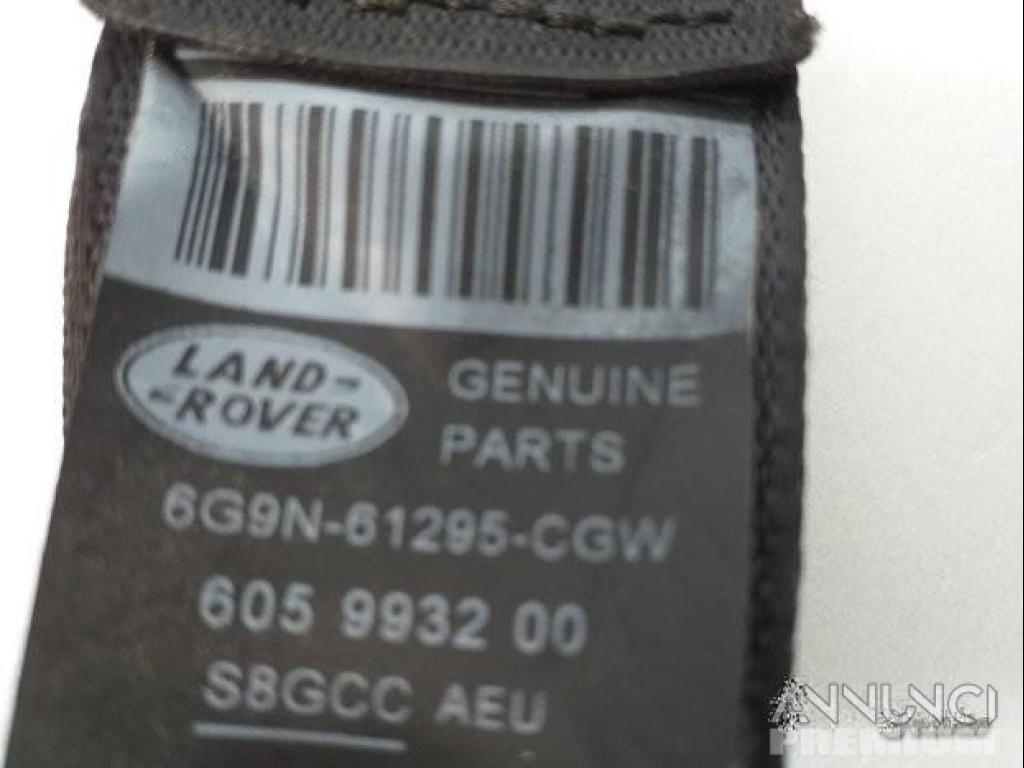 LAND-
-ROVER
GENUINE
PARTS
6G9N-61295-CGW
605 9932 00
S8GCC AEU
ANNUNCI
PREMIUM